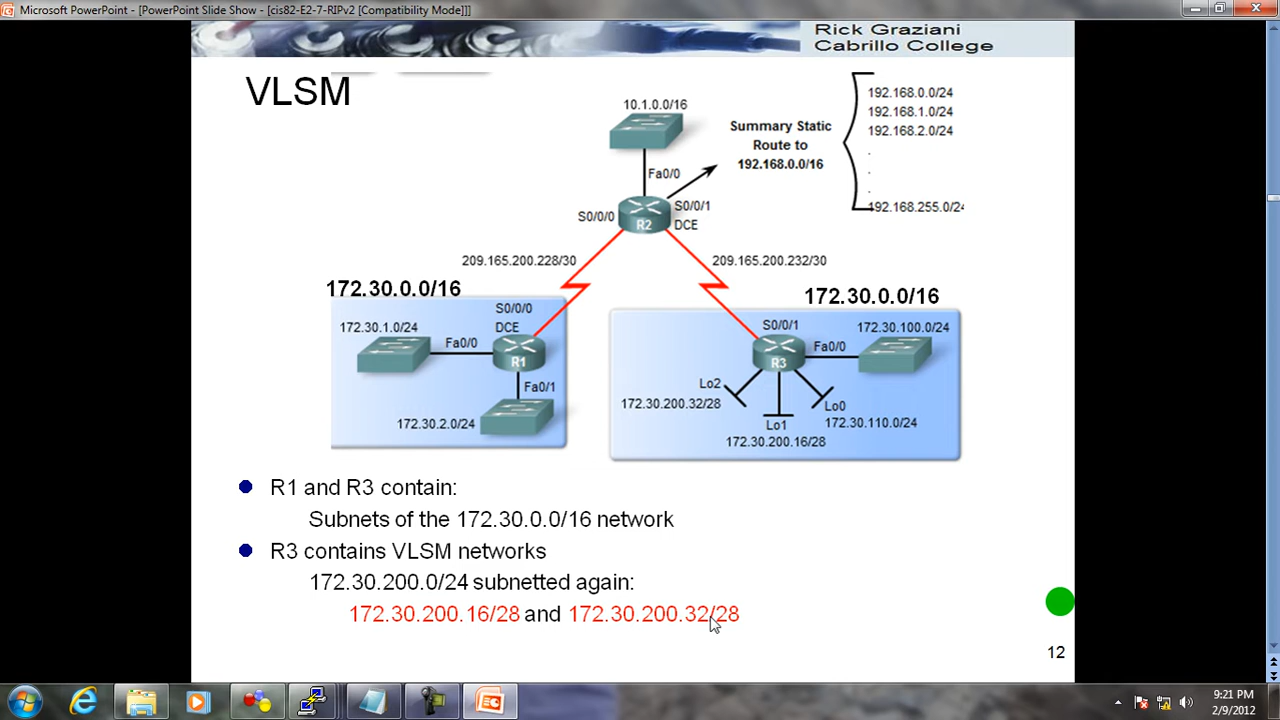 Microsoft PowerPoint - [PowerPoint Slide Show - [cis82-E2-7-RIPv2 [Compatibility Mode]]]
Rick Graziani
Cabrillo College
VLSM
10.1.0.0/16
Fa0/0
Summary Static
Route to
192.168.0.0/16
192.168.0.0/24
192.168.1.0/24
192.168.2.0/24
.
.
.
192.168.255.0/24
S0/0/0
R2
S0/0/1
DCE
209.165.200.228/30
209.165.200.232/30
172.30.0.0/16
172.30.0.0/16
S0/0/0
DCE
172.30.1.0/24
Fa0/0
R1
Fa0/1
172.30.2.0/24
S0/0/1
172.30.100.0/24
Fa0/0
R3
Lo2
172.30.200.32/28
Lo0
172.30.110.0/24
Lo1
172.30.200.16/28
R1 and R3 contain:
Subnets of the 172.30.0.0/16 network
R3 contains VLSM networks
172.30.200.0/24 subnetted again:
172.30.200.16/28 and 172.30.200.32/28
12
9:21 PM
2/9/2012